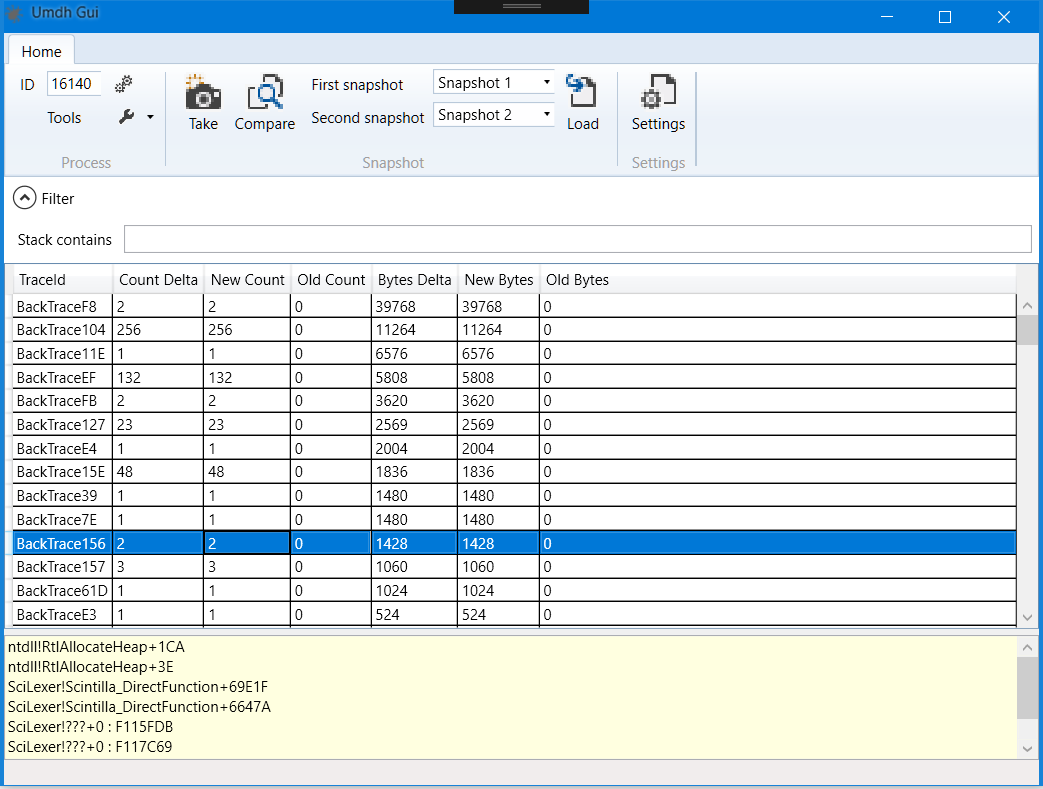 Umdh Gui
Home
ID 16140
Tools
Process
Take
Compare
First snapshot Snapshot 1
Second snapshot Snapshot 2
Load
Snapshot
Settings
Settings
Filter
Stack contains
TraceId Count Delta New Count Old Count Bytes Delta New Bytes Old Bytes
BackTraceF8 2 2 0 39768 39768 0
BackTrace104 256 256 0 11264 11264 0
BackTrace11E 1 1 0 6576 6576 0
BackTraceEF 132 132 0 5808 5808 0
BackTraceFB 2 2 0 3620 3620 0
BackTrace127 23 23 0 2569 2569 0
BackTraceE4 1 1 0 2004 2004 0
BackTrace15E 48 48 0 1836 1836 0
BackTrace39 1 1 0 1480 1480 0
BackTrace7E 1 1 0 1480 1480 0
BackTrace156 2 2 0 1428 1428 0
BackTrace157 3 3 0 1060 1060 0
BackTrace61D 1 1 0 1024 1024 0
BackTraceE3 1 1 0 524 524 0
ntdll!RtlAllocateHeap+1CA
ntdll!RtlAllocateHeap+3E
SciLexer!Scintilla_DirectFunction+69E1F
SciLexer!Scintilla_DirectFunction+6647A
SciLexer!???+0 : F115FDB
SciLexer!???+0 : F117C69